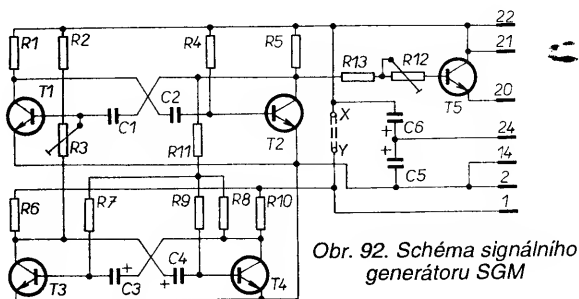 R1 R2 R4 R5 22
21
R13 R12
T1 20
C2 X T5
C1 C6 24
R3 T2
R11 Y 14
C5 2
R6 R7 R9 R8 R10 1
C4
C3 T4
T3
Obr. 92. Schéma signálního
generátoru SGM